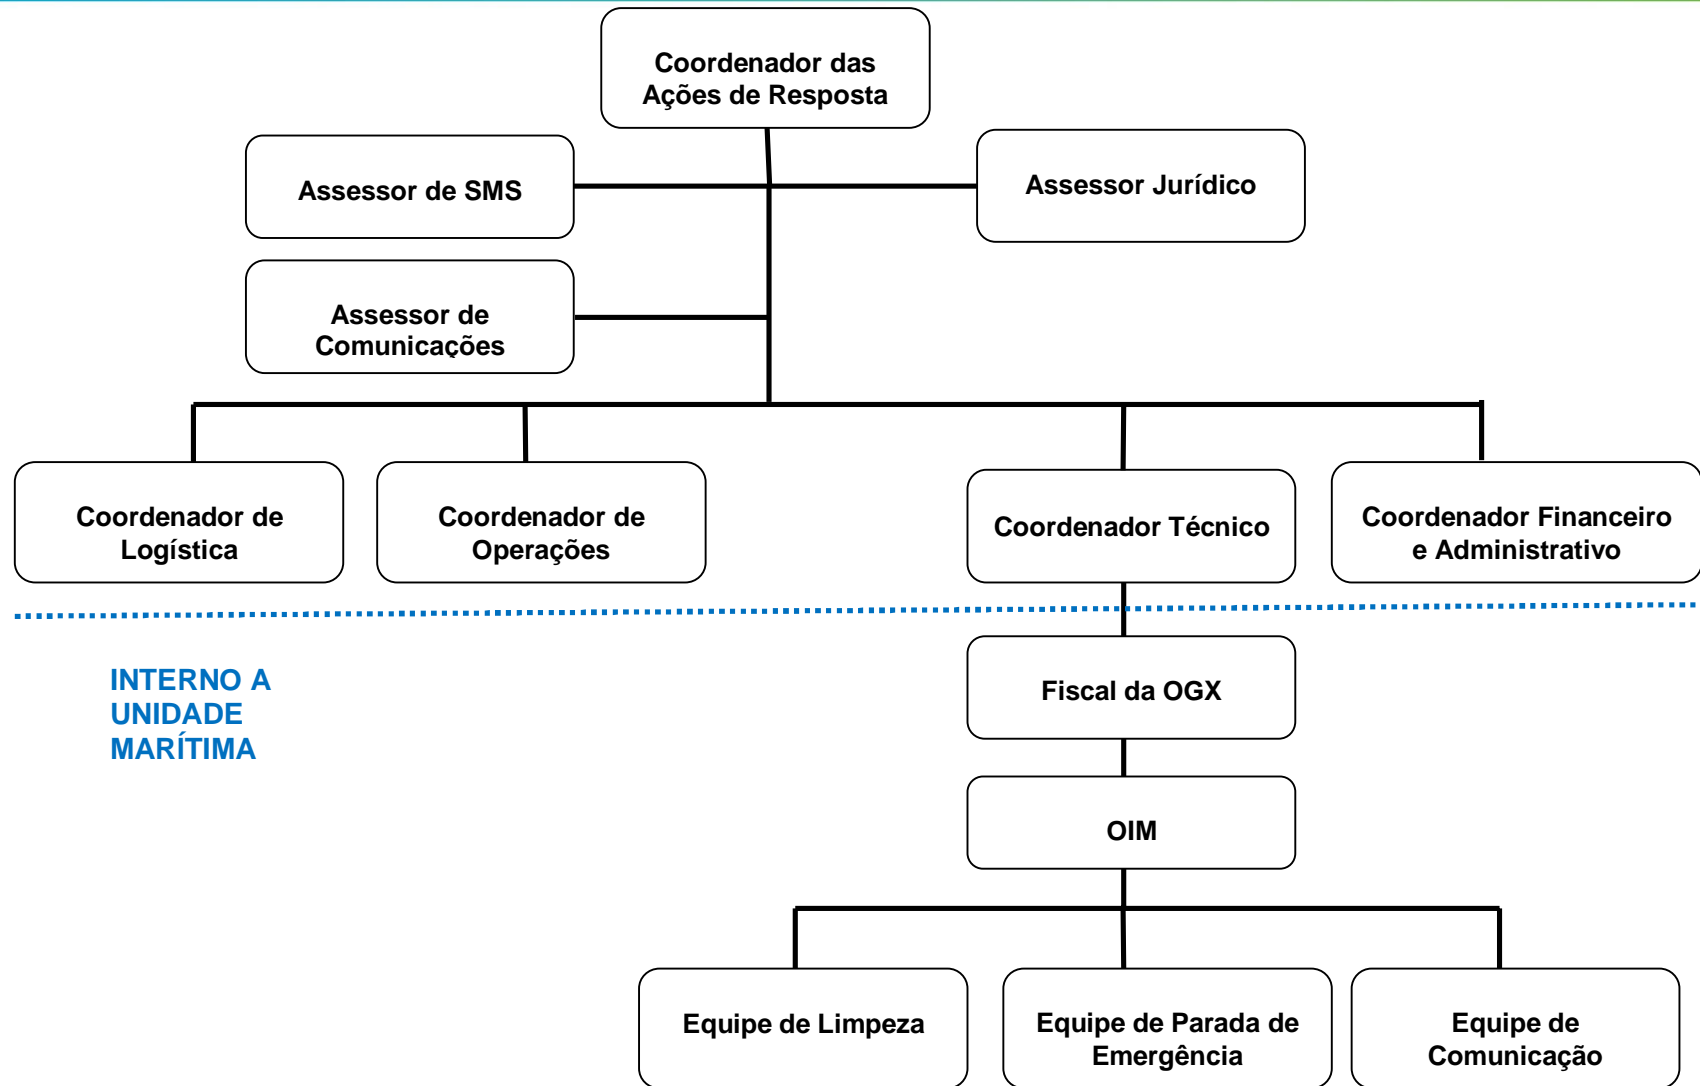 Coordenador das
Ações de Resposta
Assessor de SMS
Assessor Jurídico
Assessor de
Comunicações
Coordenador de
Logística
Coordenador de
Operações
Coordenador Técnico
Coordenador Financeiro
e Administrativo
INTERNO A
UNIDADE
MARÍTIMA
Fiscal da OGX
OIM
Equipe de Limpeza
Equipe de Parada de
Emergência
Equipe de
Comunicação